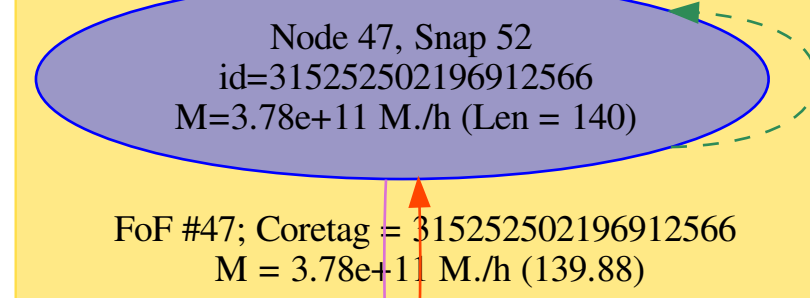 Node 47, Snap 52
id=315252502196912566
M=3.78e+11 M./h (Len = 140)
FoF #47; Coretag = 315252502196912566
M = 3.78e+11 M./h (139.88)